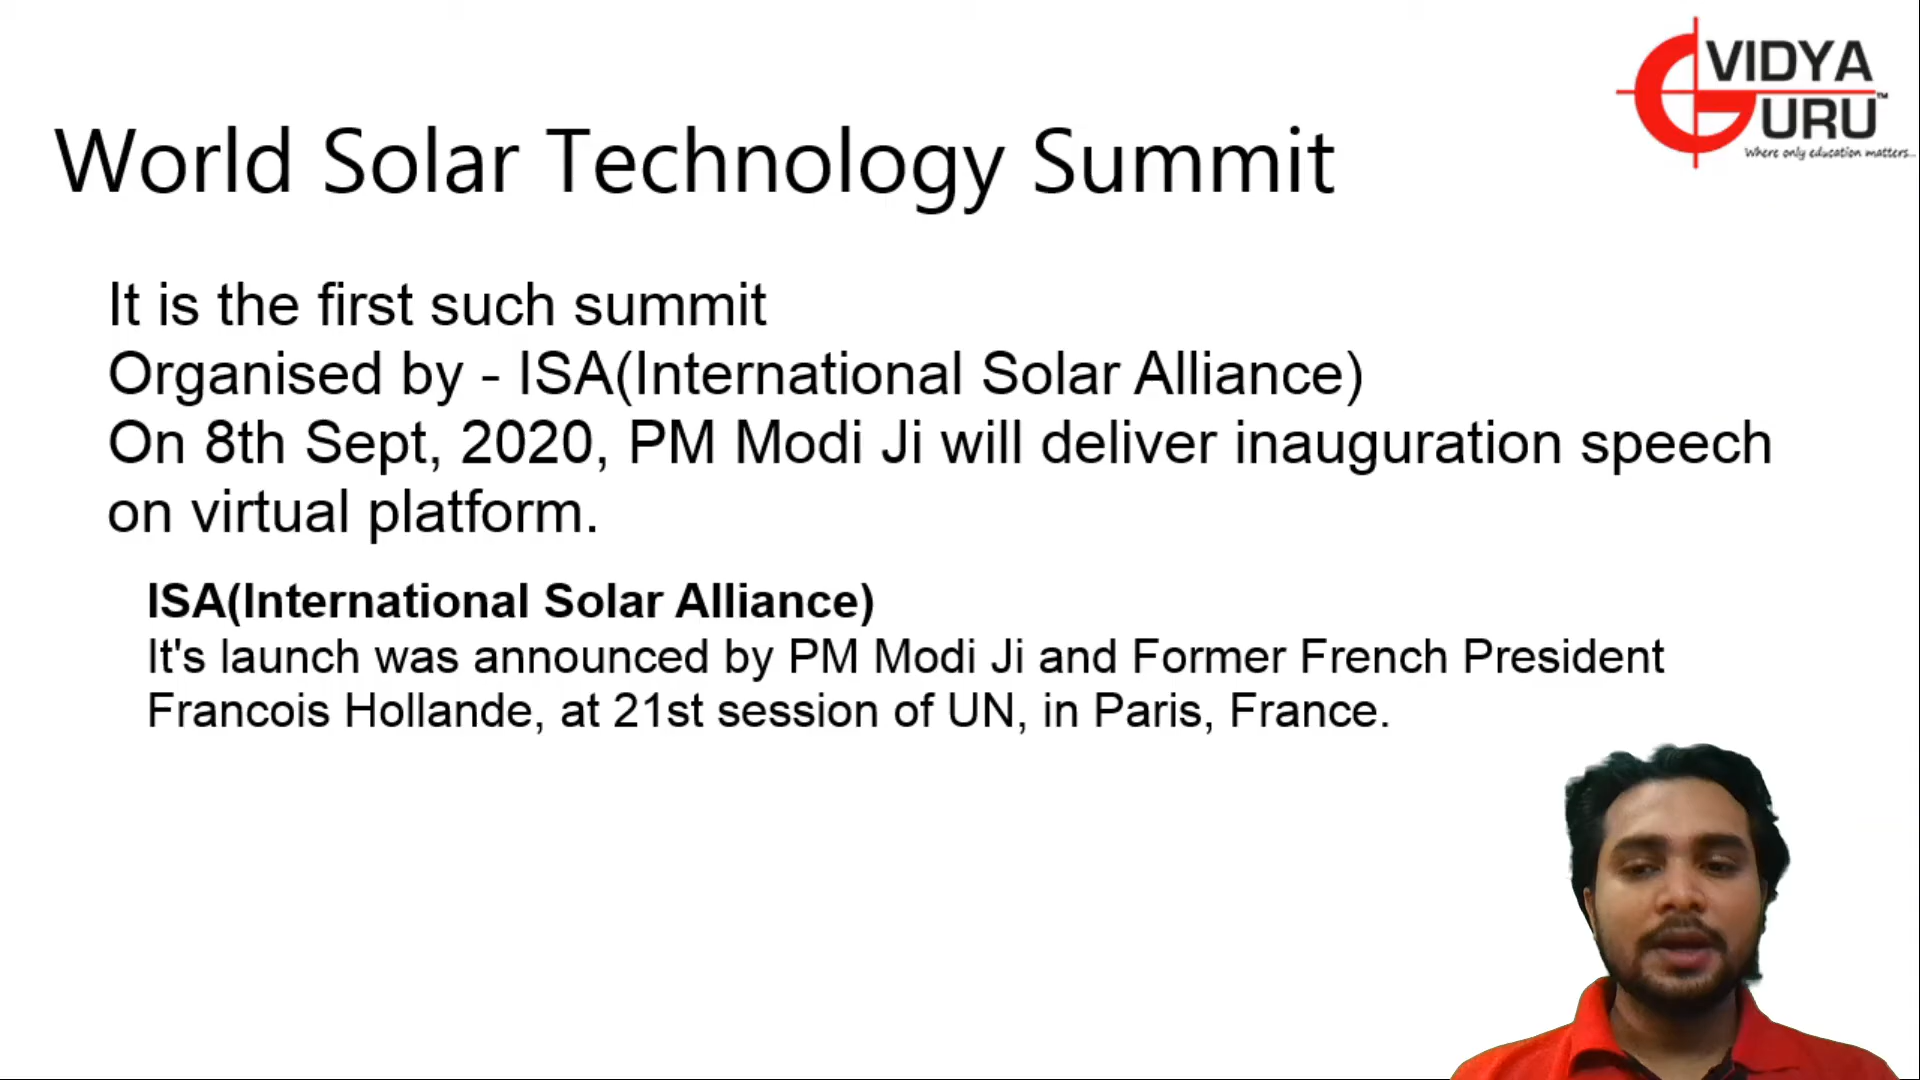 VIDYA
GURU™
Where only education matters...
World Solar Technology Summit
It is the first such summit
Organised by - ISA(International Solar Alliance)
On 8th Sept, 2020, PM Modi Ji will deliver inauguration speech
on virtual platform.
ISA(International Solar Alliance)
It's launch was announced by PM Modi Ji and Former French President
Francois Hollande, at 21st session of UN, in Paris, France.